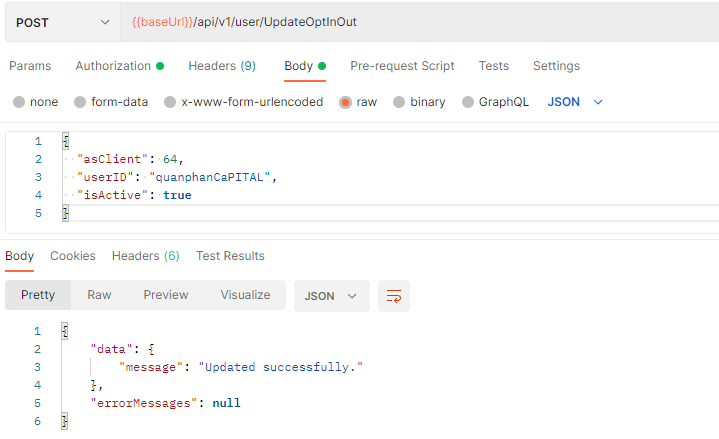 POST {{baseUrl}}/api/v1/user/UpdateOptInOut
Params Authorization Headers (9) Body Pre-request Script Tests Settings
none form-data x-www-form-urlencoded raw binary GraphQL JSON
1 {
2 "asClient": 64,
3 "userID": "quanphanCaPITAL",
4 "isActive": true
5 }
Body Cookies Headers (6) Test Results
Pretty Raw Preview Visualize JSON
1 {
2 "data": {
3 "message": "Updated successfully."
4 },
5 "errorMessages": null
6 }